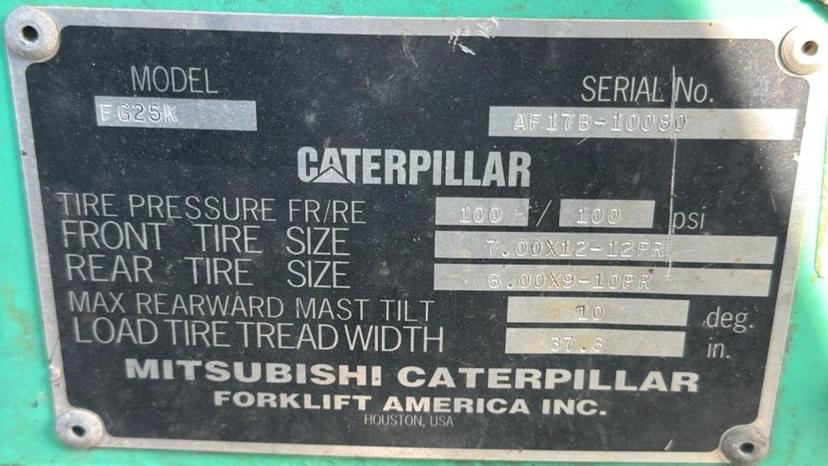 MODEL
FG25K
SERIAL No.
AF17B-10080
CATERPILLAR
TIRE PRESSURE FR/RE 100 / 100 psi
FRONT TIRE SIZE 7.00X12-12PR
REAR TIRE SIZE 6.00X9-10PR
MAX REARWARD MAST TILT 10 deg.
LOAD TIRE TREAD WIDTH 37.8 in.
MITSUBISHI CATERPILLAR
FORKLIFT AMERICA INC.
HOUSTON, USA